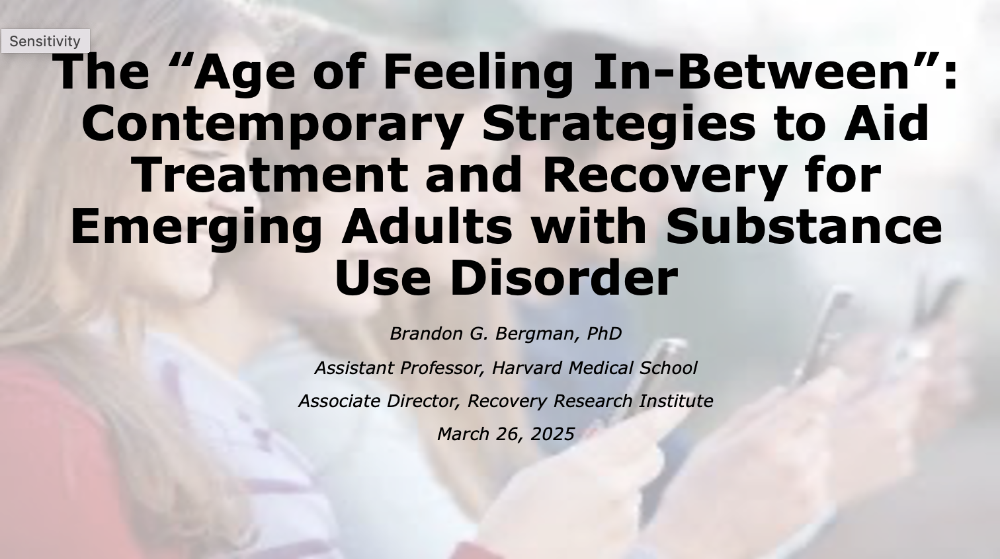 Sensitivity
The “Age of Feeling In-Between”:
Contemporary Strategies to Aid
Treatment and Recovery for
Emerging Adults with Substance
Use Disorder
Brandon G. Bergman, PhD
Assistant Professor, Harvard Medical School
Associate Director, Recovery Research Institute
March 26, 2025